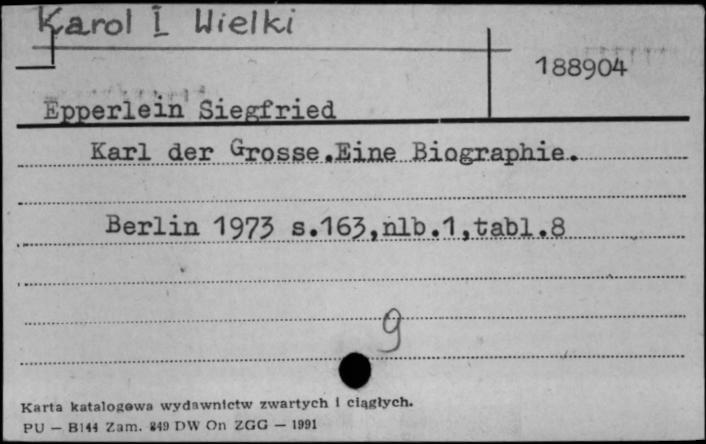 Karol I Wielki
188904
Epperlein Siegfried
Karl der Grosse.Eine Biographie.
Berlin 1973 s.163,nlb.1,tabl.8
9
Karta katalogowa wydawnictw zwartych i ciągłych.
PU — B144 Zam. 849 DW Op ZGG — 1991